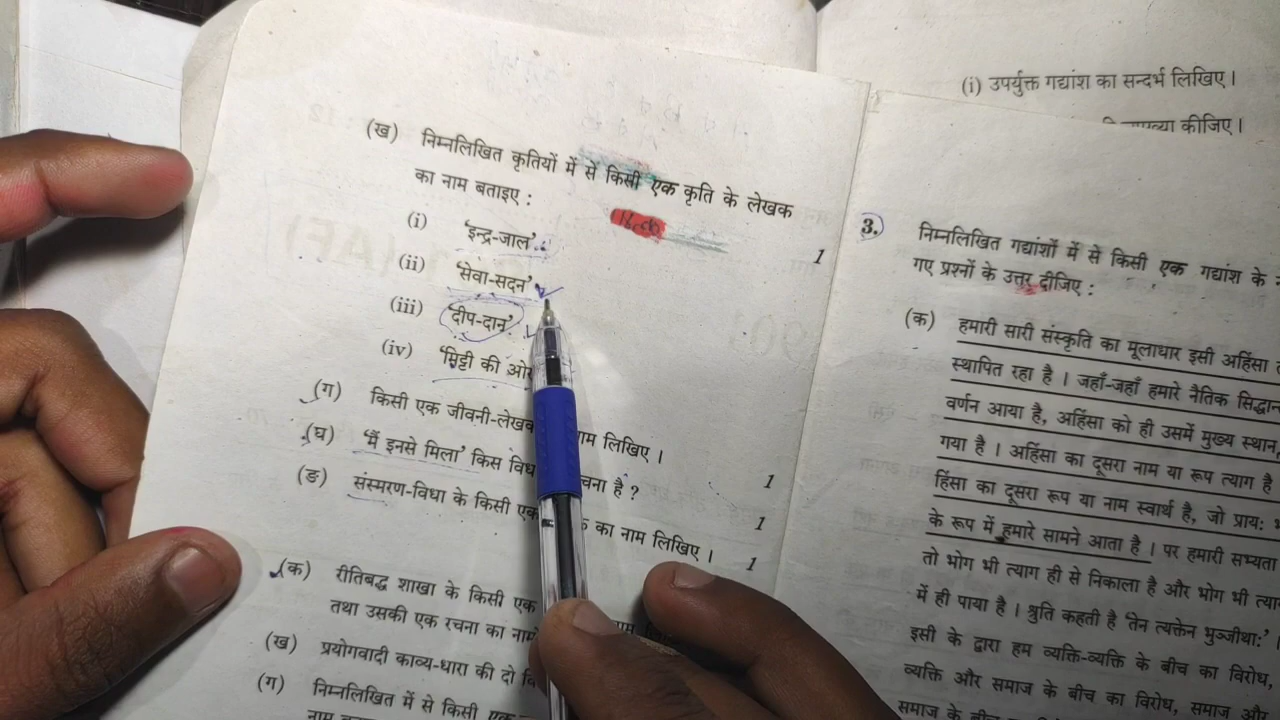 (ख) निम्नलिखित कृतियों में से किसी एक कृति के लेखक
का नाम बताइए : 1
(i) 'इन्द्र-जाल'
(ii) 'सेवा-सदन'
(iii) 'दीप-दान'
(iv) 'मिट्टी की ओर
(ग) किसी एक जीवनी-लेखक नाम लिखिए । 1
(घ) 'मैं इनसे मिला' किस विध चना है ? 1
(ङ) संस्मरण-विधा के किसी एक का नाम लिखिए । 1
(क) रीतिबद्ध शाखा के किसी एक
तथा उसकी एक रचना का नाम
(ख) प्रयोगवादी काव्य-धारा की दो
(ग) निम्नलिखित में से किसी एक
(i) उपर्युक्त गद्यांश का सन्दर्भ लिखिए ।
कीजिए ।
3. निम्नलिखित गद्यांशों में से किसी एक गद्यांश के
गए प्रश्नों के उत्तर दीजिए :
(क) हमारी सारी संस्कृति का मूलाधार इसी अहिंसा
स्थापित रहा है । जहाँ-जहाँ हमारे नैतिक सिद्धान
वर्णन आया है, अहिंसा को ही उसमें मुख्य स्थान
गया है । अहिंसा का दूसरा नाम या रूप त्याग है
हिंसा का दूसरा रूप या नाम स्वार्थ है, जो प्राय:
के रूप में हमारे सामने आता है । पर हमारी सभ्यता
तो भोग भी त्याग ही से निकाला है और भोग भी त्या
में ही पाया है । श्रुति कहती है 'तेन त्यक्तेन भुञ्जीथा:' ।
इसी के द्वारा हम व्यक्ति-व्यक्ति के बीच का विरोध,
व्यक्ति और समाज के बीच का विरोध, समाज और
समाज के बीच का विरोध